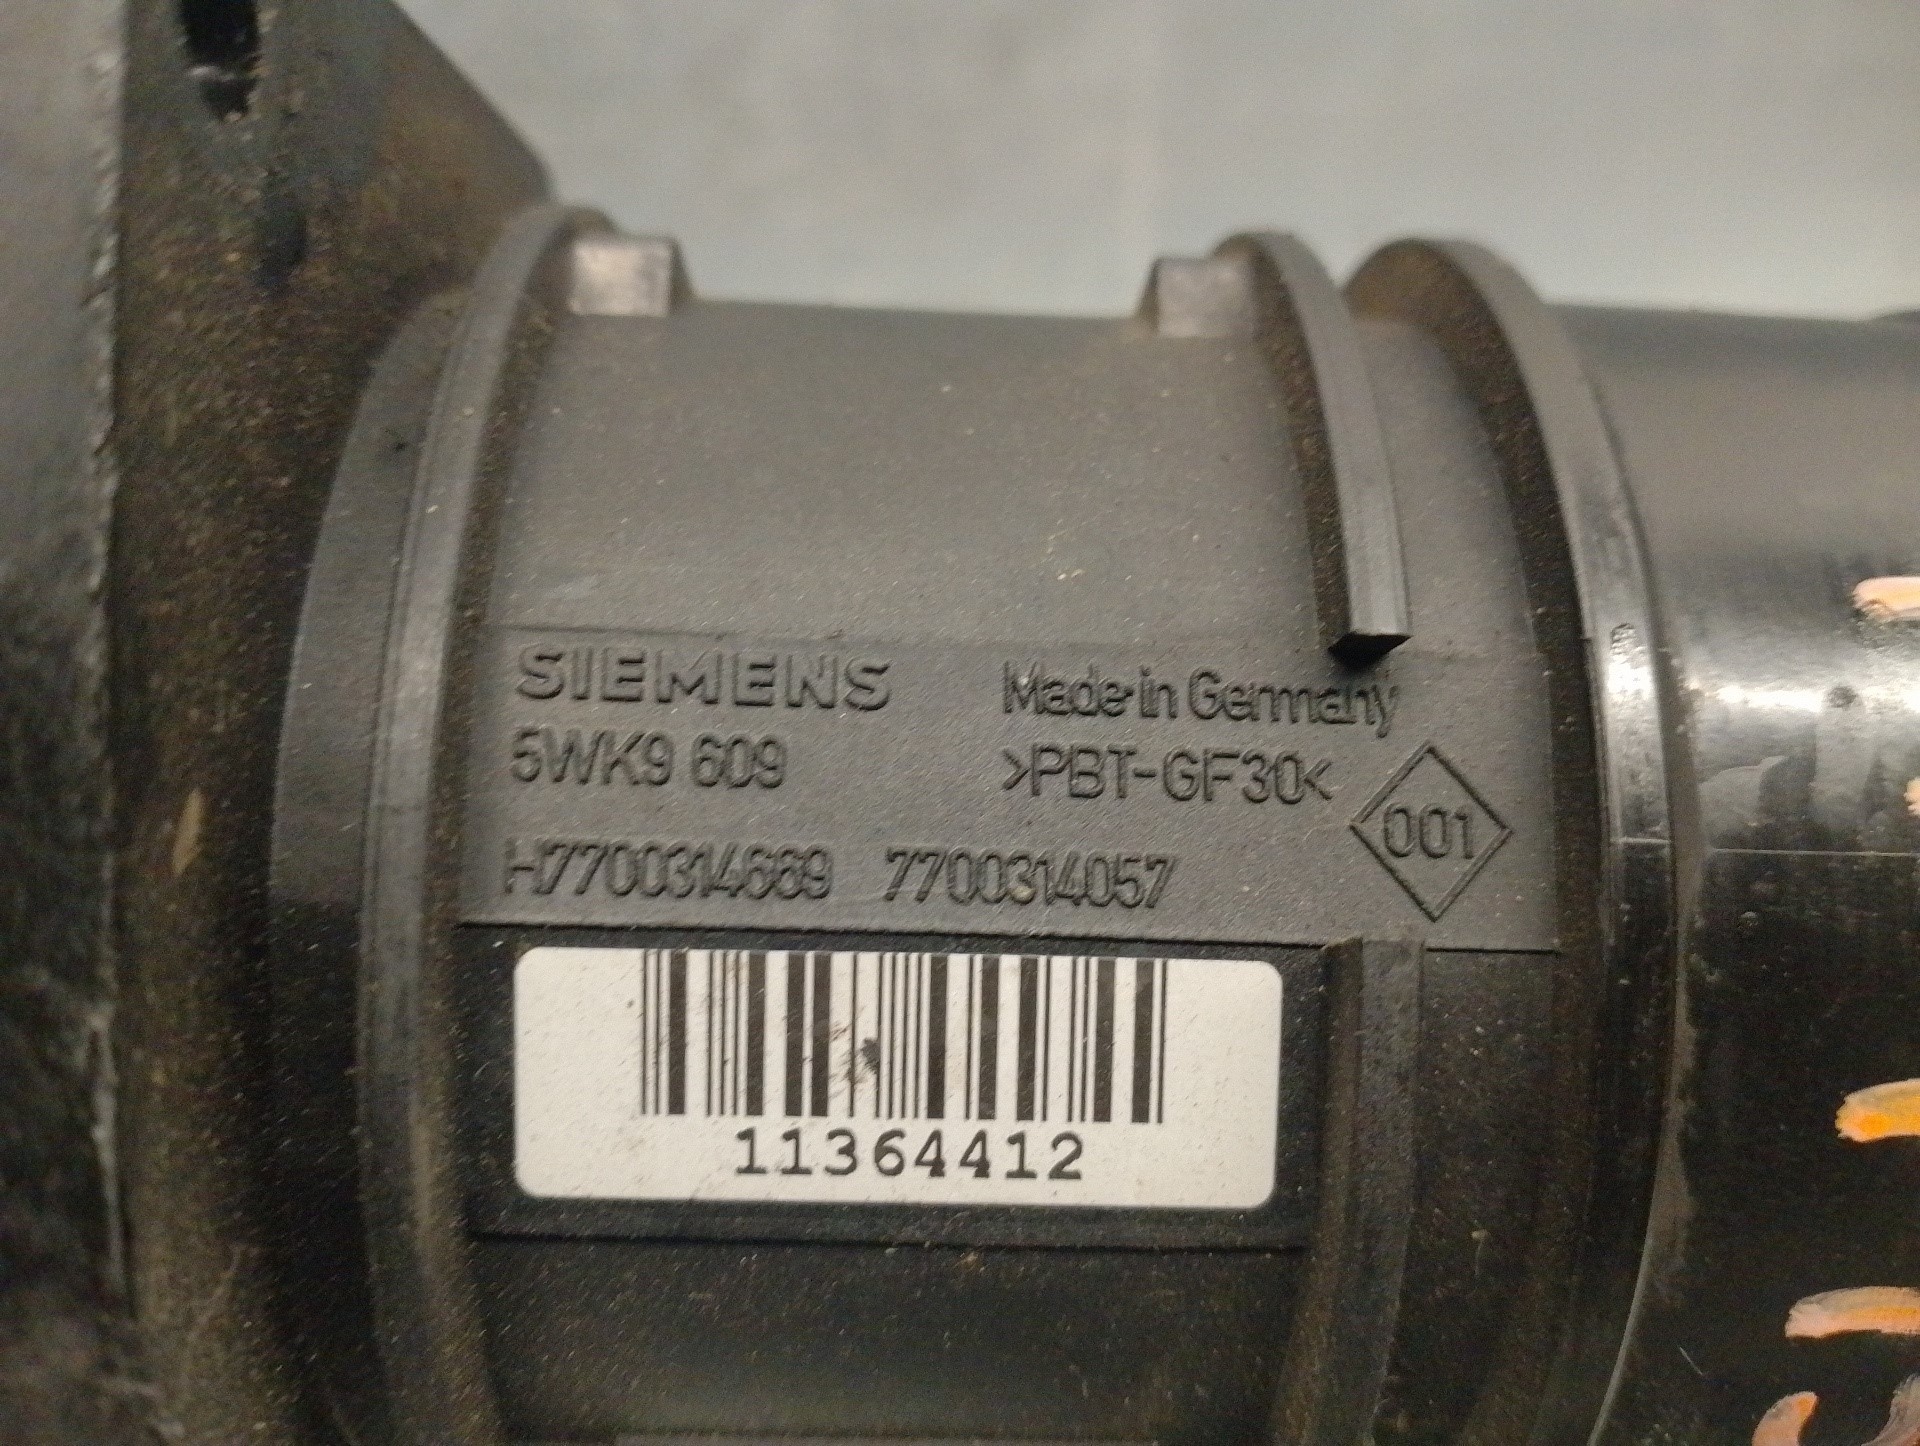 SIEMENS Made in Germany
5WK9 609 >PBT-GF30<
001
H7700314669 7700314057
11364412